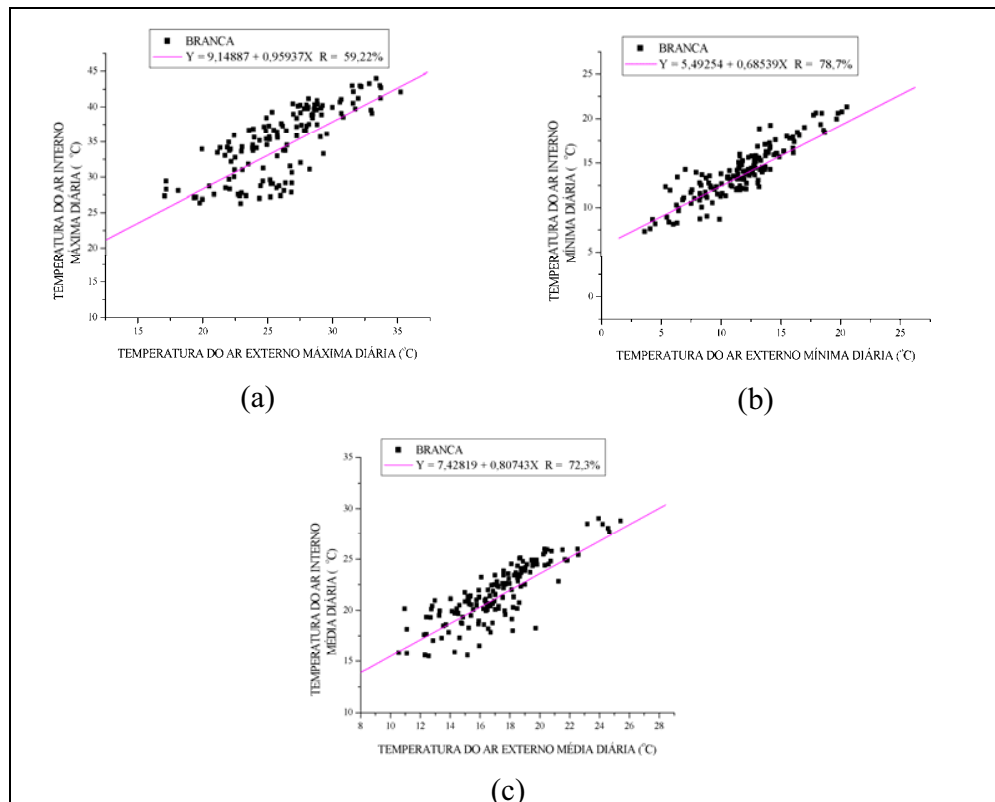 BRANCA
Y = 9,14887 + 0,95937X R = 59,22%
45
40
35
30
25
20
15
10
15
20
25
30
35
TEMPERATURA DO AR INTERNO
MÁXIMA DIÁRIA ( °C)
TEMPERATURA DO AR EXTERNO MÁXIMA DIÁRIA (°C)
(a)
BRANCA
Y = 5,49254 + 0,68539X R = 78,7%
25
20
15
10
5
0
0
5
10
15
20
25
TEMPERATURA DO AR INTERNO
MÍNIMA DIÁRIA ( °C)
TEMPERATURA DO AR EXTERNO MÍNIMA DIÁRIA (°C)
(b)
BRANCA
Y = 7,42819 + 0,80743X R = 72,3%
35
30
25
20
15
10
8
10
12
14
16
18
20
22
24
26
28
TEMPERATURA DO AR INTERNO
MÉDIA DIÁRIA ( °C)
TEMPERATURA DO AR EXTERNO MÉDIA DIÁRIA (°C)
(c)